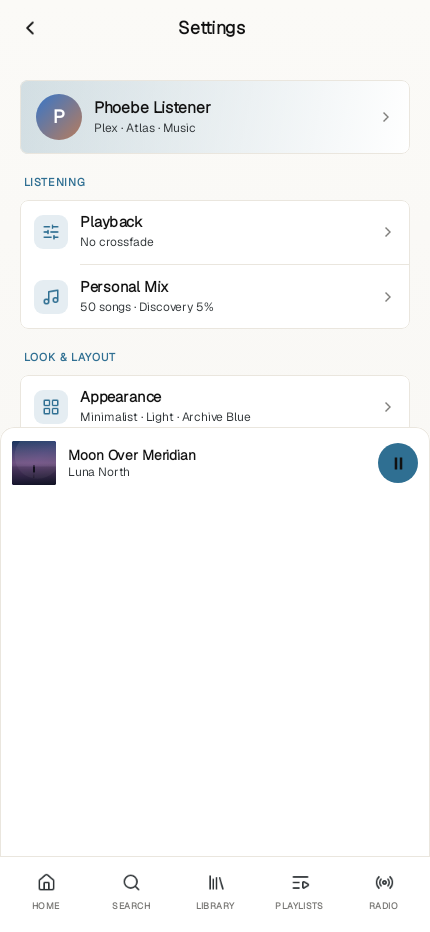 Settings
P
Phoebe Listener
Plex · Atlas · Music
LISTENING
Playback
No crossfade
Personal Mix
50 songs · Discovery 5%
LOOK & LAYOUT
Appearance
Minimalist · Light · Archive Blue
Moon Over Meridian
Luna North
HOME
SEARCH
LIBRARY
PLAYLISTS
RADIO